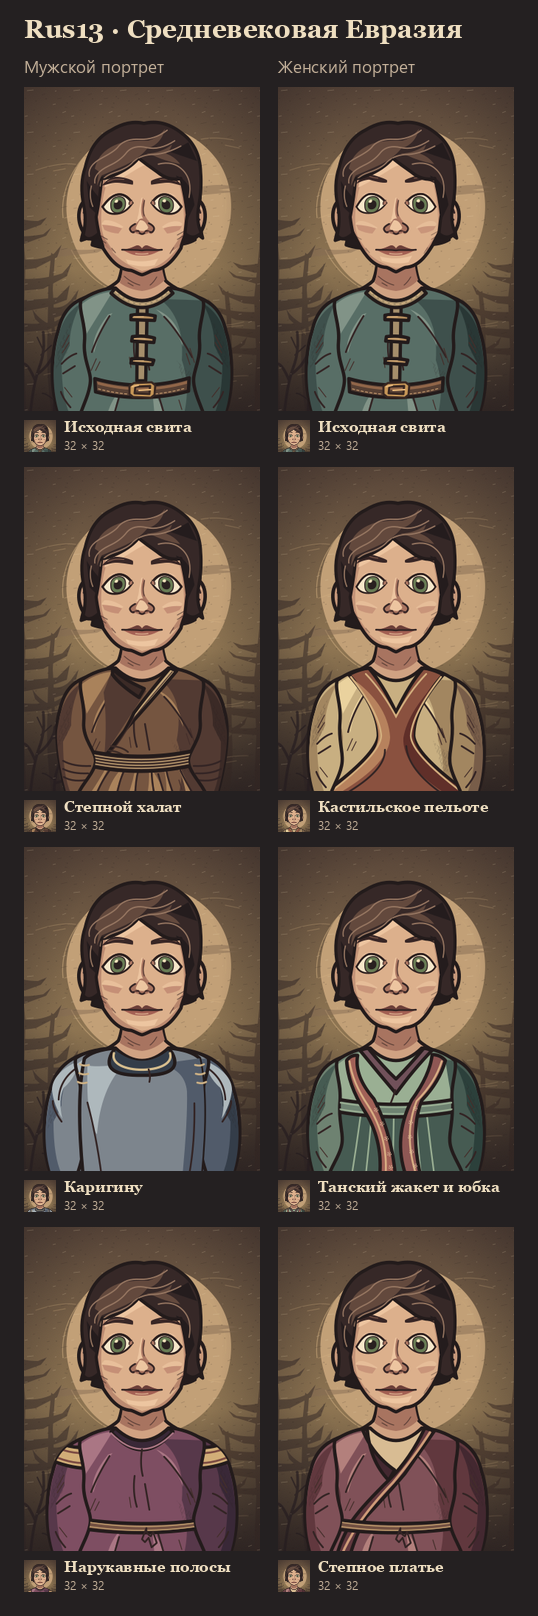 Rus13 · Средневековая Евразия
Мужской портрет
Женский портрет
Исходная свита
32 × 32
Исходная свита
32 × 32
Степной халат
32 × 32
Кастильское пельоте
32 × 32
Каригину
32 × 32
Танский жакет и юбка
32 × 32
Нарукавные полосы
32 × 32
Степное платье
32 × 32